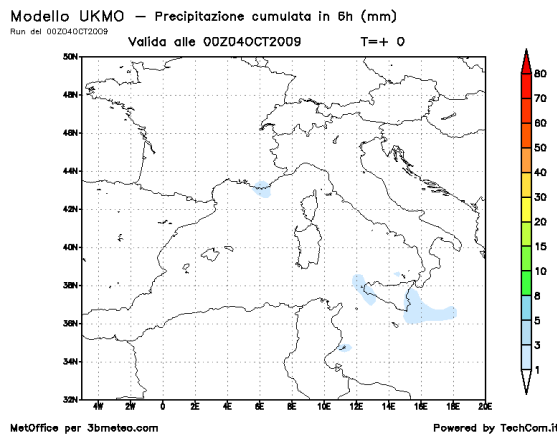 Modello UKMO — Precipitazione cumulata in 6h (mm)
Run del 00Z04OCT2009
Valida alle 00Z04OCT2009 T=+ 0
50N
48N
46N
44N
42N
40N
38N
36N
34N
32N
4W 2W 0 2E 4E 6E 8E 10E 12E 14E 16E 18E 20E
80
70
60
50
40
30
20
15
10
8
5
3
1
MetOffice per 3bmeteo.com
Powered by TechCom.it